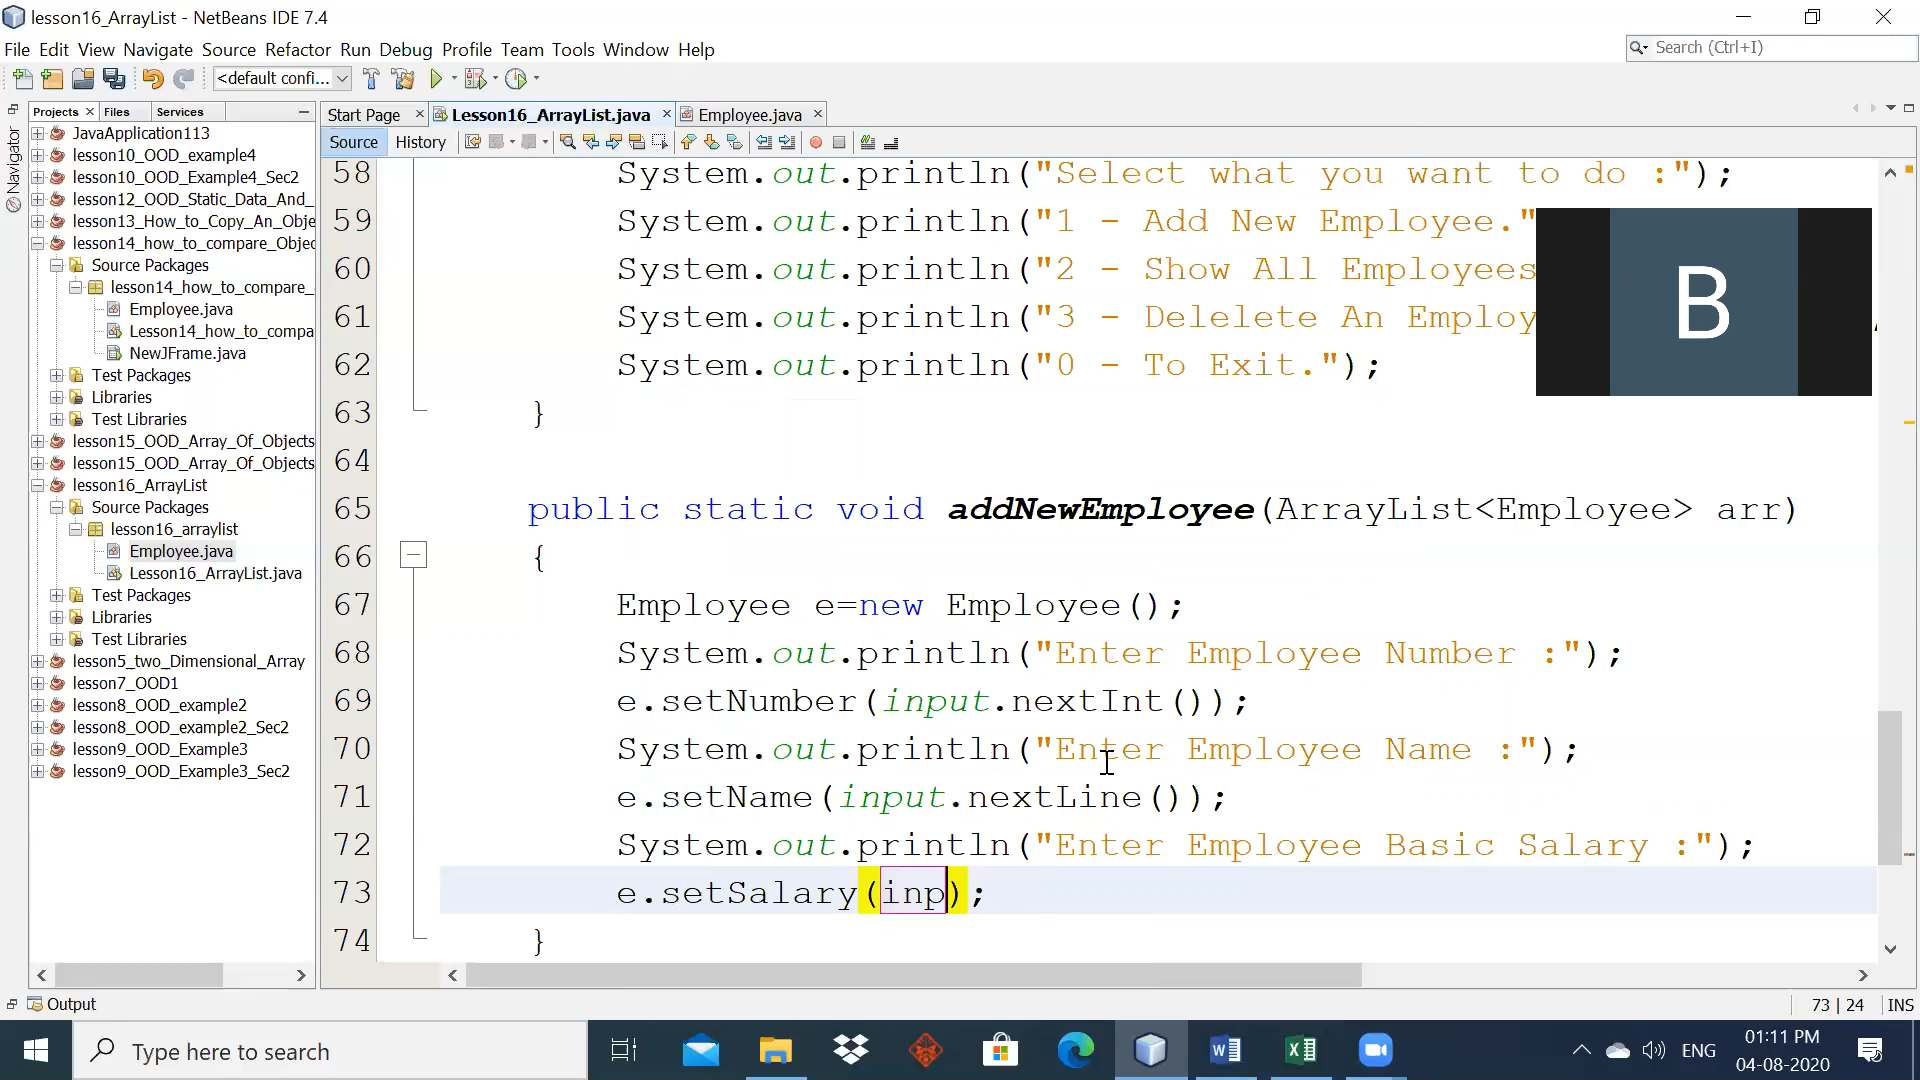 lesson16_ArrayList - NetBeans IDE 7.4
File Edit View Navigate Source Refactor Run Debug Profile Team Tools Window Help
Search (Ctrl+I)
<default confi...
Projects Files Services
Navigator
JavaApplication113
lesson10_OOD_example4
lesson10_OOD_Example4_Sec2
lesson12_OOD_Static_Data_And_
lesson13_How_to_Copy_An_Obje
lesson14_how_to_compare_Objec
Source Packages
lesson14_how_to_compare_
Employee.java
Lesson14_how_to_compa
NewJFrame.java
Test Packages
Libraries
Test Libraries
lesson15_OOD_Array_Of_Objects
lesson15_OOD_Array_Of_Objects
lesson16_ArrayList
Source Packages
lesson16_arraylist
Employee.java
Lesson16_ArrayList.java
Test Packages
Libraries
Test Libraries
lesson5_two_Dimensional_Array
lesson7_OOD1
lesson8_OOD_example2
lesson8_OOD_example2_Sec2
lesson9_OOD_Example3
lesson9_OOD_Example3_Sec2
Start Page Lesson16_ArrayList.java Employee.java
Source History
58 System.out.println("Select what you want to do :");
59 System.out.println("1 - Add New Employee."
60 System.out.println("2 - Show All Employees
61 System.out.println("3 - Delelete An Employ
62 System.out.println("0 - To Exit.");
63 }
64
65 public static void addNewEmployee(ArrayList<Employee> arr)
66 {
67 Employee e=new Employee();
68 System.out.println("Enter Employee Number :");
69 e.setNumber(input.nextInt());
70 System.out.println("Enter Employee Name :");
71 e.setName(input.nextLine());
72 System.out.println("Enter Employee Basic Salary :");
73 e.setSalary(inp);
74 }
B
Output
73 | 24 INS
Type here to search
ENG
01:11 PM
04-08-2020